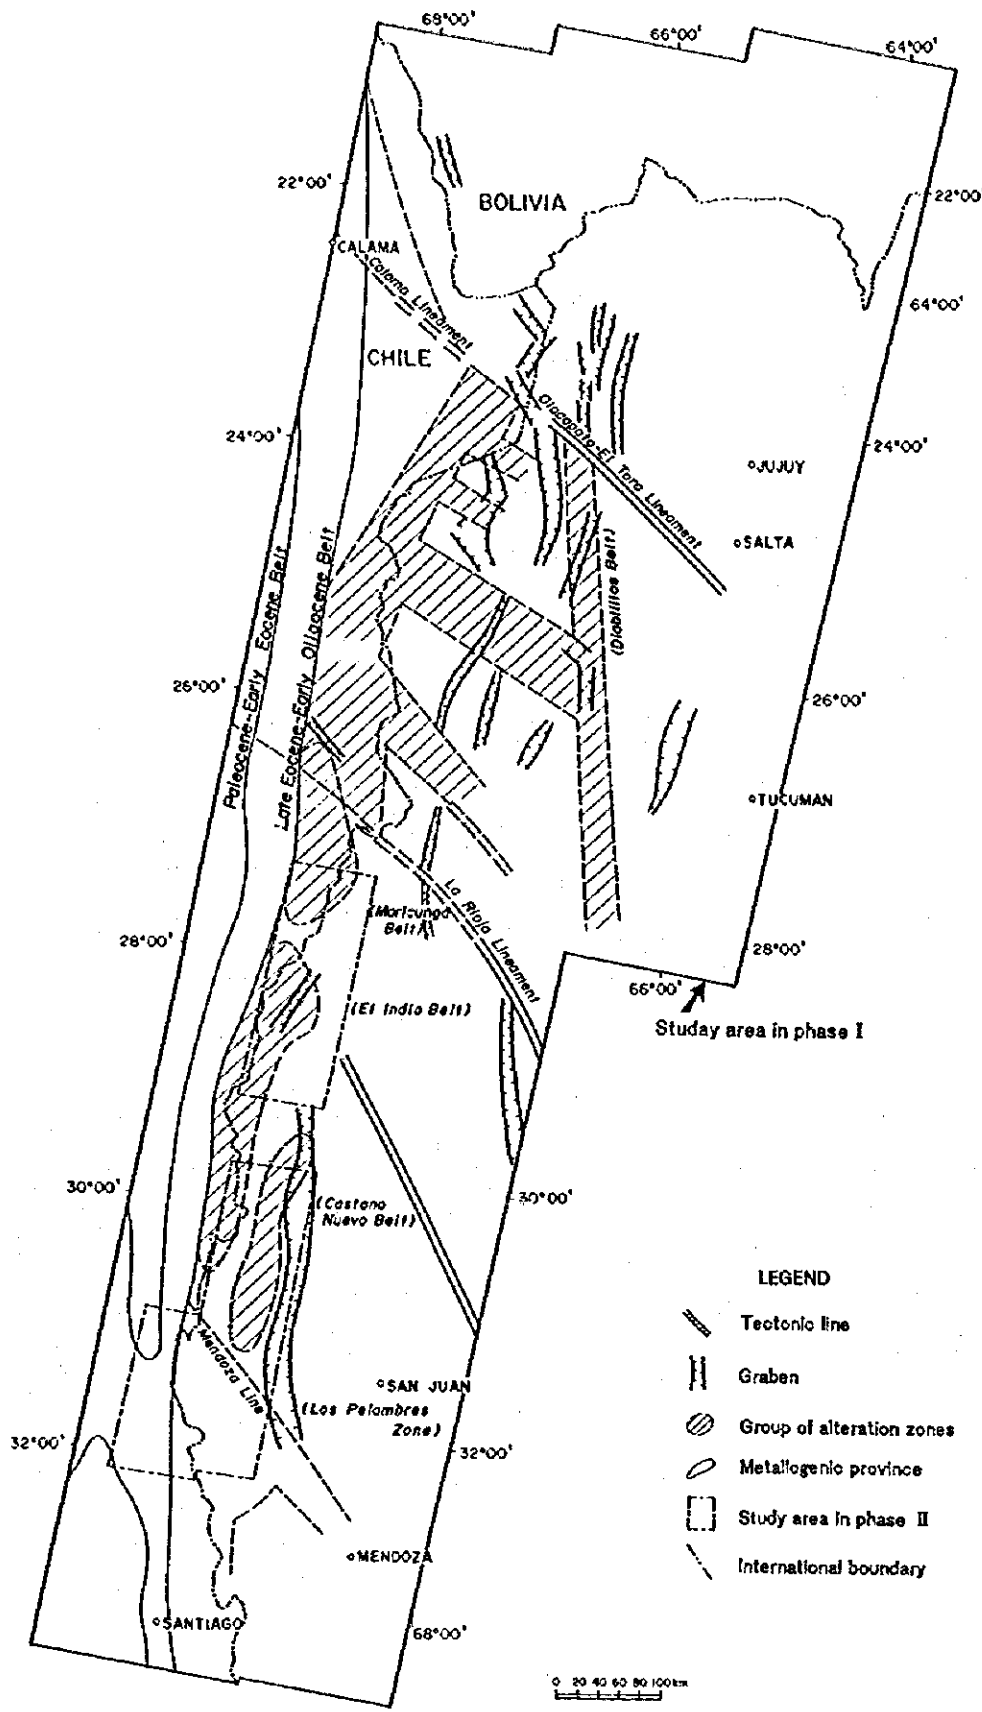 68°00'
66°00'
64°00'
22°00'
BOLIVIA
22°00'
CALAMA
Calama Lineament
64°00'
CHILE
Olacapato-El Toro Lineament
24°00'
24°00'
JUJUY
SALTA
(Diablillos Belt)
Paleocene-Early Eocene Belt
Late Eocene-Early Oligocene Belt
26°00'
26°00'
TUCUMAN
La Rioja Lineament
(Maricunga
Belt)
28°00'
28°00'
66°00'
(El Indio Belt)
Studay area in phase I
30°00'
30°00'
(Castano
Nuevo Belt)
LEGEND
Tectonic line
Graben
Group of alteration zones
Metallogenic province
Study area in phase II
International boundary
Mendoza Line
SAN JUAN
(Los Pelambres
Zone)
32°00'
32°00'
MENDOZA
SANTIAGO
68°00'
0 20 40 60 80 100km